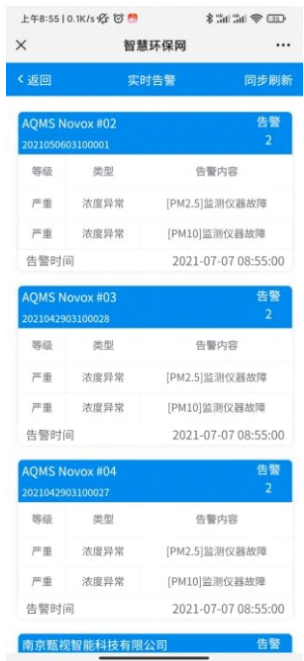 上午8:55 | 0.1K/s
智慧环保网
返回 实时告警 同步刷新
AQMS Novox #02 告警
2021050603100001 2
等级 类型 告警内容
严重 浓度异常 [PM2.5]监测仪器故障
严重 浓度异常 [PM10]监测仪器故障
告警时间 2021-07-07 08:55:00
AQMS Novox #03 告警
2021042903100028 2
等级 类型 告警内容
严重 浓度异常 [PM2.5]监测仪器故障
严重 浓度异常 [PM10]监测仪器故障
告警时间 2021-07-07 08:55:00
AQMS Novox #04 告警
2021042903100027 2
等级 类型 告警内容
严重 浓度异常 [PM2.5]监测仪器故障
严重 浓度异常 [PM10]监测仪器故障
告警时间 2021-07-07 08:55:00
南京甄视智能科技有限公司 告警